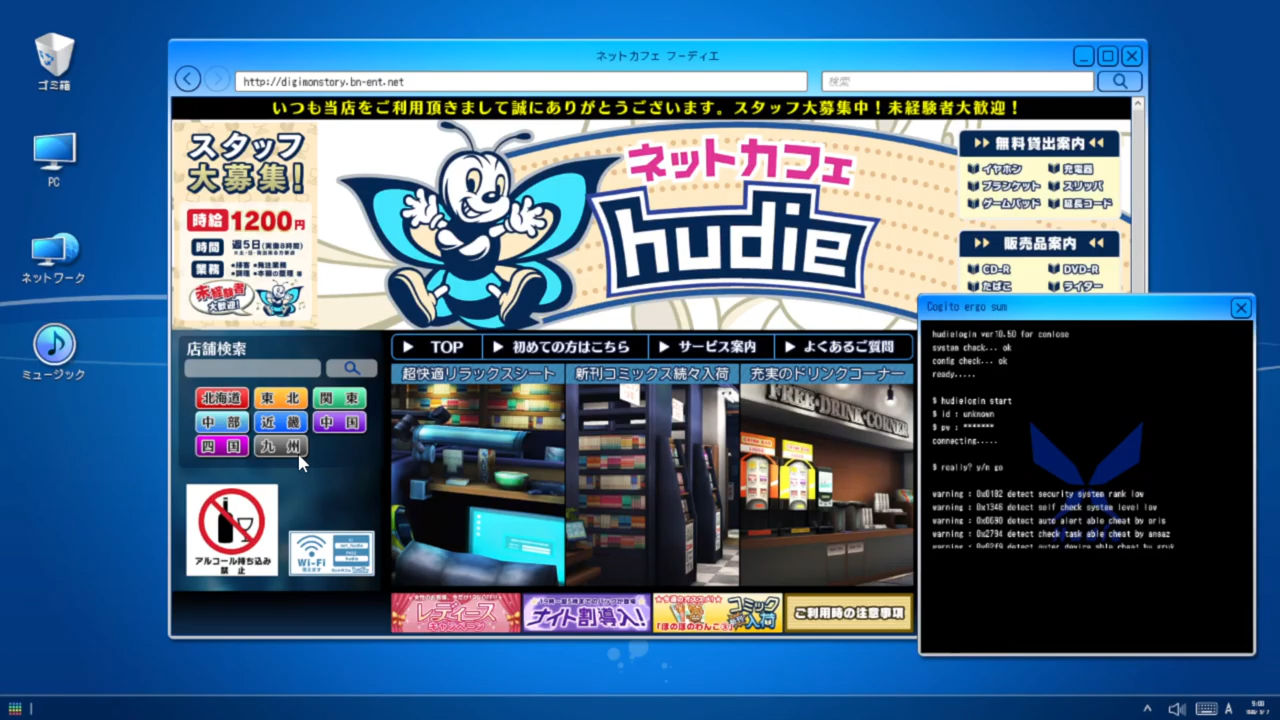 ゴミ箱
PC
ネットワーク
ミュージック
ネットカフェ フーディエ
http://digimonstory.bn-ent.net
検索
いつも当店をご利用頂きまして誠にありがとうございます。スタッフ大募集中！未経験者大歓迎！
スタッフ
大募集!
時給1200円
時間
週5日(実働8時間)
業務
未経験者
大歓迎!
ネットカフェ
hudie
無料貸出案内
イヤホン
充電器
ブランケット
スリッパ
ゲームパッド
延長コード
販売品案内
CD-R
DVD-R
たばこ
ライター
店舗検索
北海道
東北
関東
中部
近畿
中国
四国
九州
アルコール持ち込み
禁止
Wi-Fi
TOP
初めての方はこちら
サービス案内
よくあるご質問
超快適リラックスシート
新刊コミックス続々入荷
充実のドリンクコーナー
FREE・DRINK・CORNER
レディース
ナイト割導入!
コミック
入荷
ご利用時の注意事項
Cogito ergo sum
hudielogin ver10.50 for conlose
system check... ok
config check... ok
ready.....
$ hudielogin start
$ id : unknown
$ pw : *******
connecting.....
$ really? y/n go
warning : 0x0182 detect security system rank low
warning : 0x1346 detect self check system level low
warning : 0x0690 detect auto alert able cheat by oris
warning : 0x2794 detect check task able cheat by ansaz
A
9:00